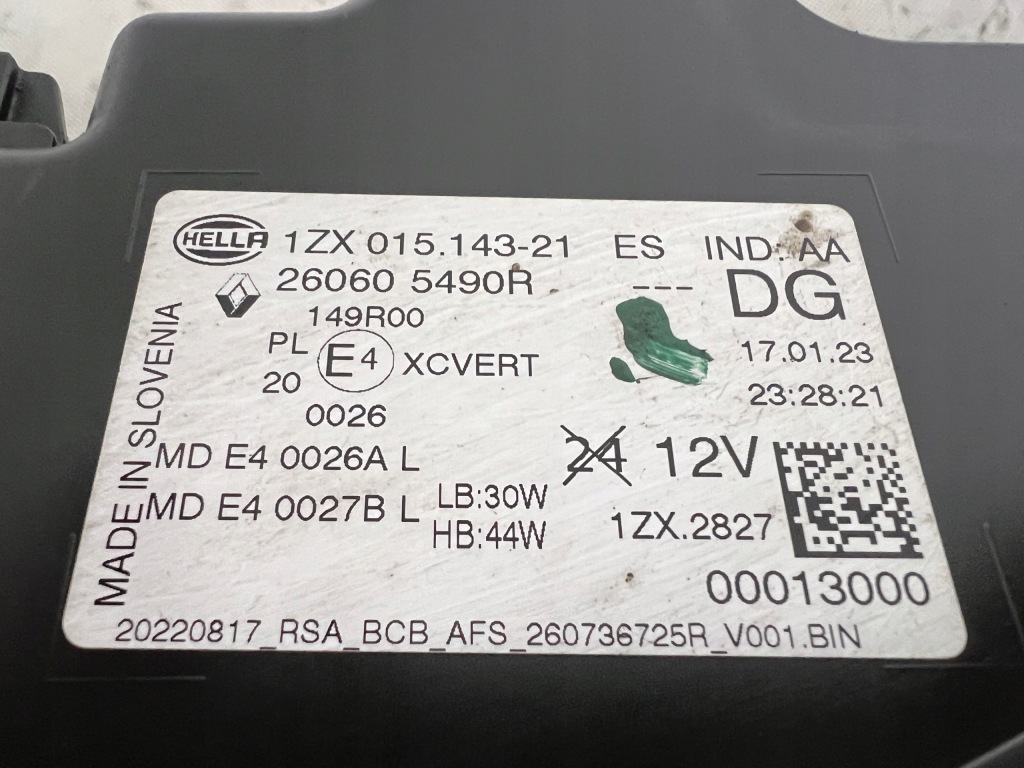 HELLA 1ZX 015.143-21 ES IND: AA
26060 5490R --- DG
149R00
PL E4 XCVERT 17.01.23
20 23:28:21
0026
MD E4 0026A L 24 12V
MD E4 0027B L LB:30W
HB:44W 1ZX.2827
00013000
20220817_RSA_BCB_AFS_260736725R_V001.BIN
MADE IN SLOVENIA